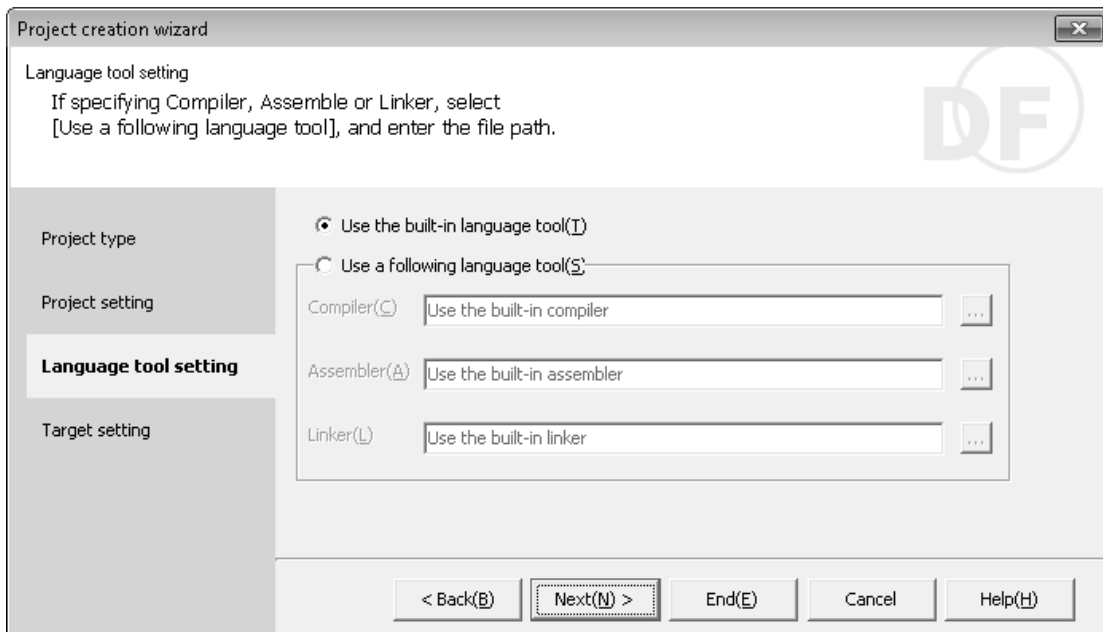 Project creation wizard
Language tool setting
If specifying Compiler, Assemble or Linker, select
[Use a following language tool], and enter the file path.
DF
Project type
Project setting
Language tool setting
Target setting
Use the built-in language tool(T)
Use a following language tool(S)
Compiler(C) Use the built-in compiler ...
Assembler(A) Use the built-in assembler ...
Linker(L) Use the built-in linker ...
< Back(B) Next(N) > End(E) Cancel Help(H)